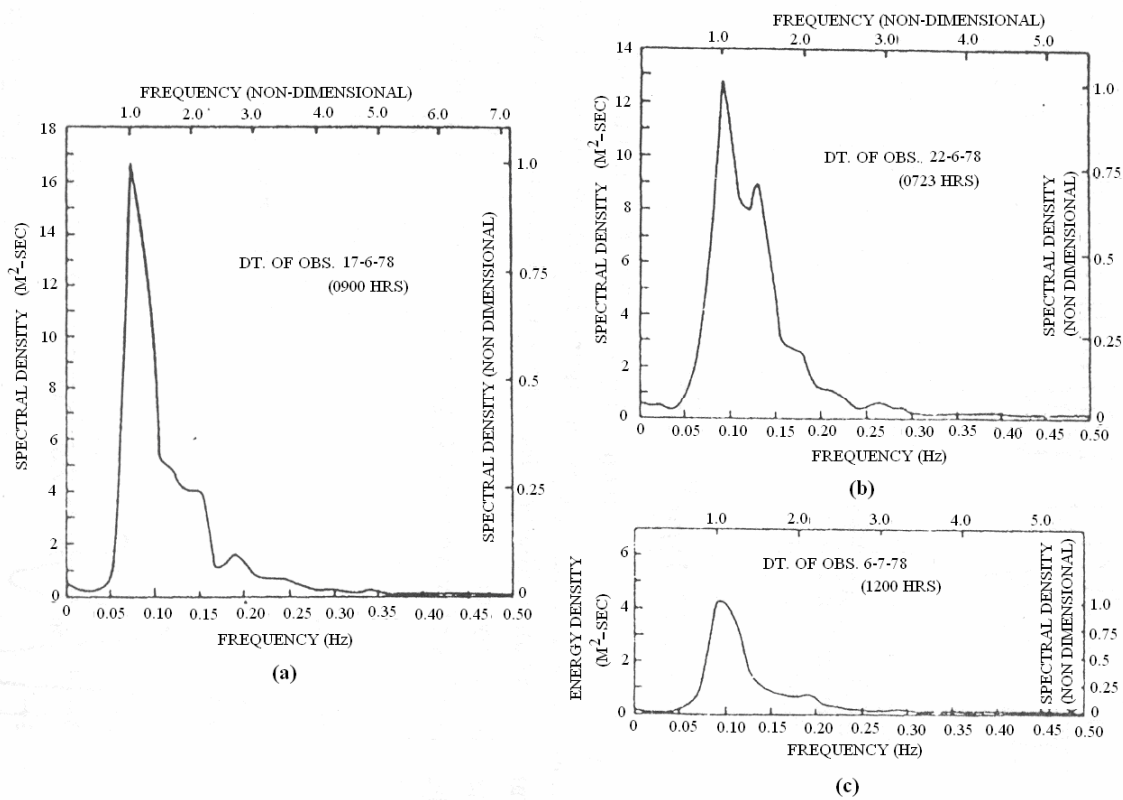 FREQUENCY (NON-DIMENSIONAL)
1.0 2.0 2.7 3.0 4.0 5.0 6.0 7.0
18
16
14
12
10
8
6
4
2
0
SPECTRAL DENSITY (M²-SEC)
DT. OF OBS. 17-6-78
(0900 HRS)
SPECTRAL DENSITY (NON DIMENSIONAL)
1.0
0.75
0.5
0.25
0
0 0.05 0.10 0.15 0.20 0.25 0.30 0.35 0.40 0.45 0.50
FREQUENCY (Hz)
(a)
FREQUENCY (NON-DIMENSIONAL)
1.0 2.0 3.0 4.0 5.0
14
12
10
8
6
4
2
0
SPECTRAL DENSITY (M²-SEC)
DT. OF OBS.. 22-6-78
(0723 HRS)
SPECTRAL DENSITY
(NON DIMENSIONAL)
1.0
0.75
0.5
0.25
0
0 0.05 0.10 0.15 0.20 0.25 0.30 0.35 0.40 0.45 0.50
FREQUENCY (Hz)
(b)
1.0 2.0 3.0 4.0 5.0
6
4
2
0
ENERGY DENSITY
(M²-SEC)
DT. OF OBS. 6-7-78
(1200 HRS)
SPECTRAL DENSITY
(NON DIMENSIONAL)
1.0
0.75
0.5
0.25
0
0 0.05 0.10 0.15 0.20 0.25 0.30 0.35 0.40 0.45 0.50
FREQUENCY (Hz)
(c)